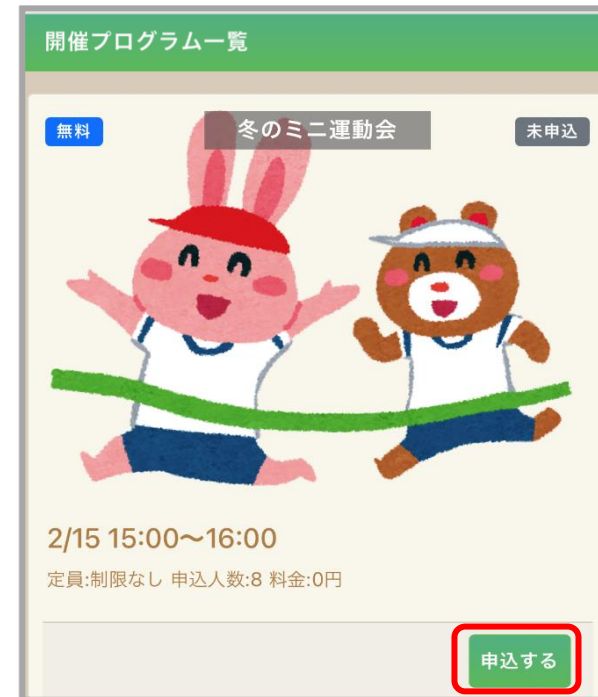 開催プログラム一覧
無料 冬のミニ運動会 未申込
2/15 15:00〜16:00
定員:制限なし 申込人数:8 料金:0円
申込する